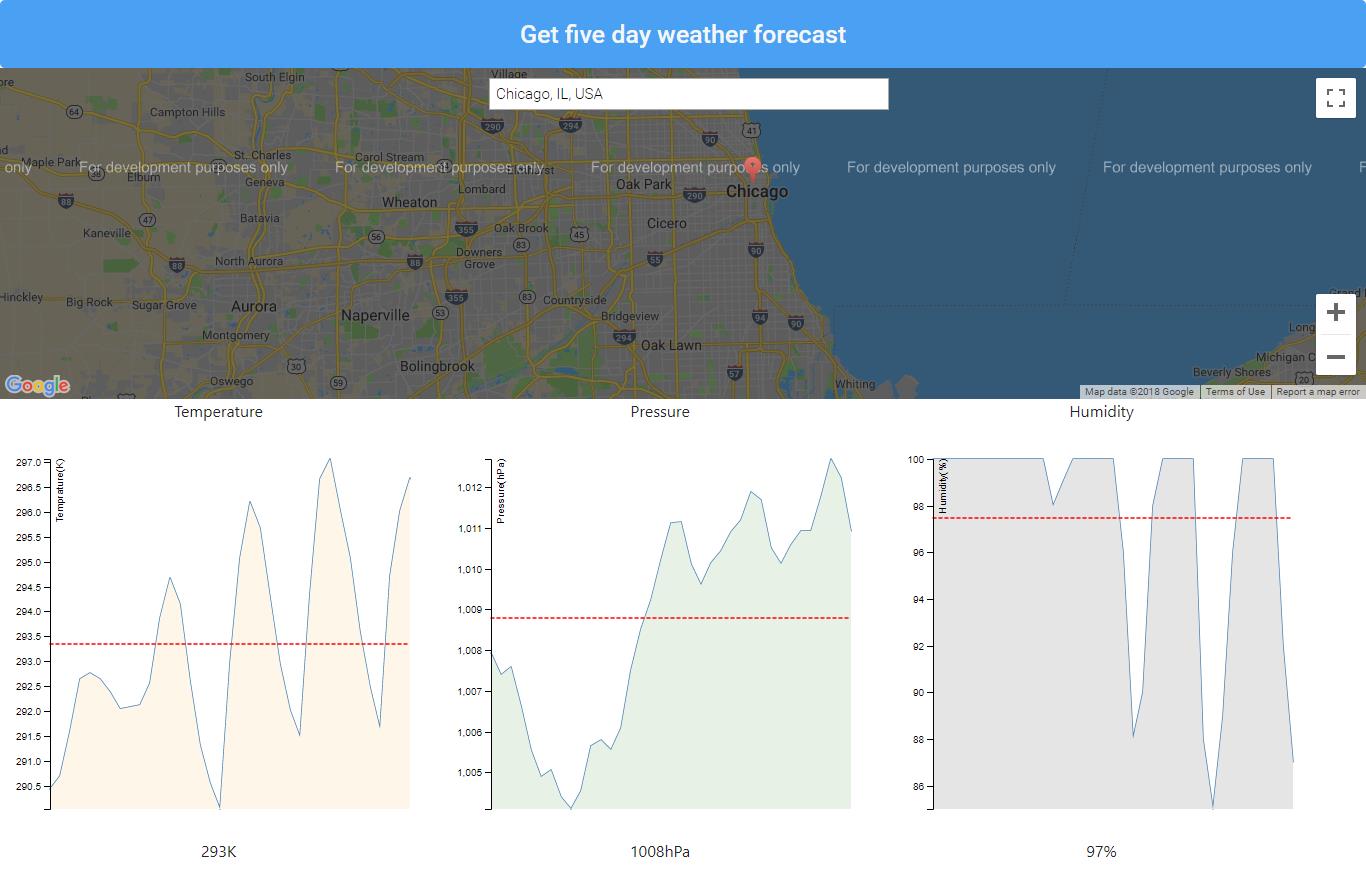 Get five day weather forecast
Chicago, IL, USA
South Elgin
Village
64
Campton Hills
290
294
90
41
St. Charles
Carol Stream
Maple Park
only
For development purposes only
For development purposes only
For development purposes only
For development purposes only
For development purposes only
38
Elburn
Geneva
Lombard
Elmhurst
Oak Park
290
Chicago
88
Wheaton
47
Batavia
355
Oak Brook
Cicero
Kaneville
56
83
45
90
Downers
Grove
55
88
North Aurora
88
Hinckley
Big Rock
Sugar Grove
Aurora
355
83
Countryside
Naperville
53
Bridgeview
94
90
Montgomery
294
Oak Lawn
Long
Michigan C
30
Bolingbrook
57
Beverly Shores
Oswego
59
Whiting
20
Google
Map data ©2018 Google
Terms of Use
Report a map error
Temperature
Pressure
Humidity
Temprature(K)
297.0
296.5
296.0
295.5
295.0
294.5
294.0
293.5
293.0
292.5
292.0
291.5
291.0
290.5
Pressure(hPa)
1,012
1,011
1,010
1,009
1,008
1,007
1,006
1,005
Humidity(%)
100
98
96
94
92
90
88
86
293K
1008hPa
97%